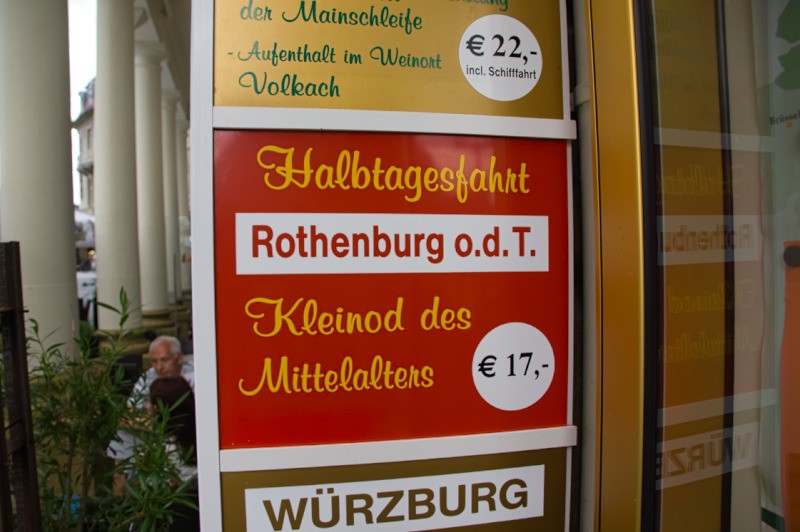 der Mainschleife
- Aufenthalt im Weinort
Volkach
€ 22,-
incl. Schifffahrt
Halbtagesfahrt
Rothenburg o.d.T.
Kleinod des
Mittelalters
€ 17,-
WÜRZBURG